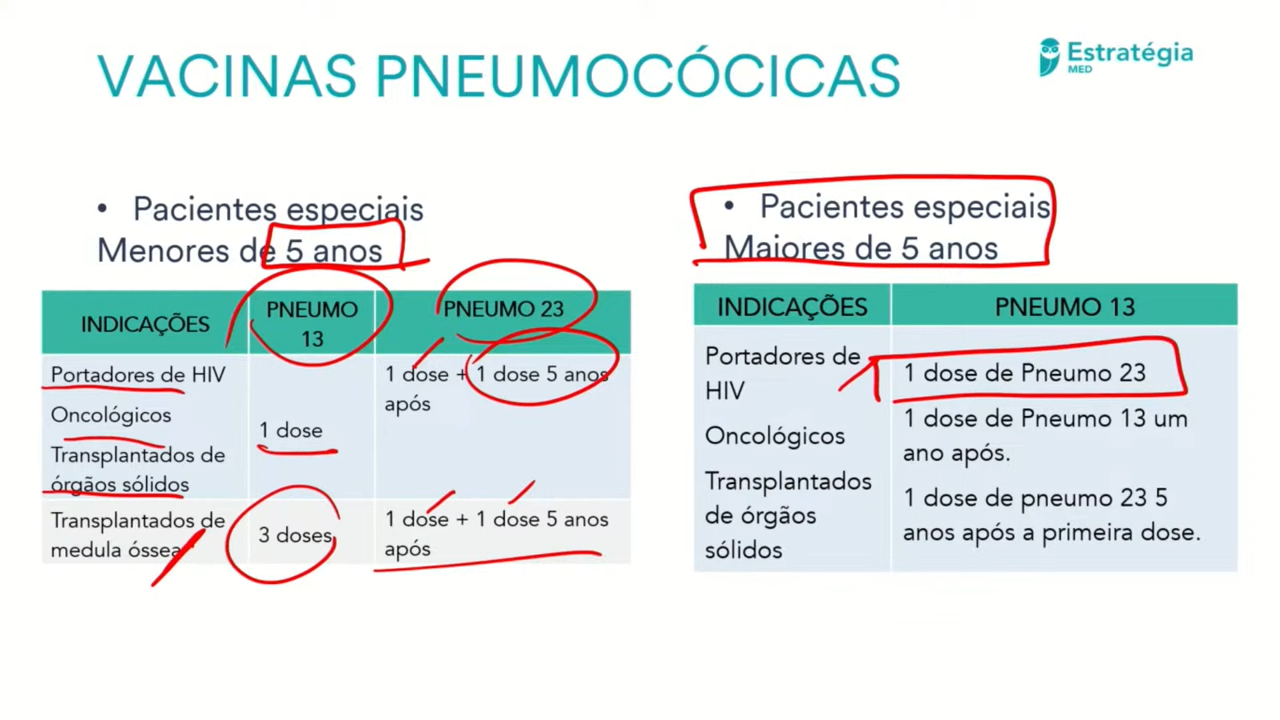 VACINAS PNEUMOCÓCICAS
Estratégia
MED
• Pacientes especiais
Menores de 5 anos
INDICAÇÕES
PNEUMO
13
PNEUMO 23
Portadores de HIV
Oncológicos
Transplantados de
órgãos sólidos
1 dose
1 dose + 1 dose 5 anos
após
Transplantados de
medula óssea
3 doses
1 dose + 1 dose 5 anos
após
• Pacientes especiais
Maiores de 5 anos
INDICAÇÕES
PNEUMO 13
Portadores de
HIV
Oncológicos
Transplantados
de órgãos
sólidos
1 dose de Pneumo 23
1 dose de Pneumo 13 um
ano após.
1 dose de pneumo 23 5
anos após a primeira dose.